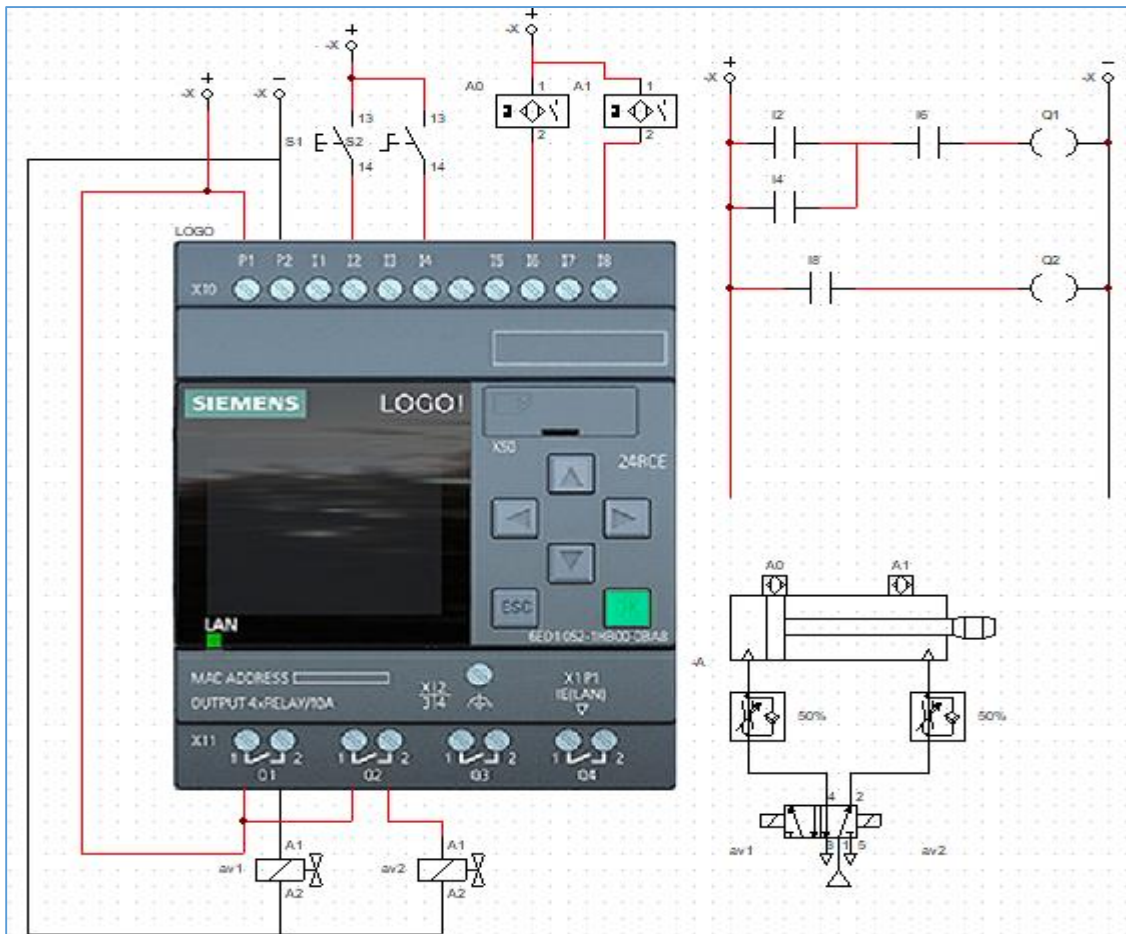 +
-X
+
-X
-
-X
+
-X
13
S1
14
13
S2
14
+
-X
A0
1
2
A1
1
2
LOGO
P1 P2 I1 I2 I3 I4 I5 I6 I7 I8
X10
SIEMENS
LOGO!
X50
24RCE
ESC
OK
6ED1 052-1HB00-0BA8
LAN
MAC ADDRESS
OUTPUT 4xRELAY/10A
X12
3/4
X1P1
IE(LAN)
X11
1 2 1 2 1 2 1 2
Q1 Q2 Q3 Q4
av1
A1
A2
av2
A1
A2
+
-X
-
-X
I2
I6
Q1
I4
I8
Q2
A0
A1
-A
50%
50%
4 2
3 1 5
av1
av2